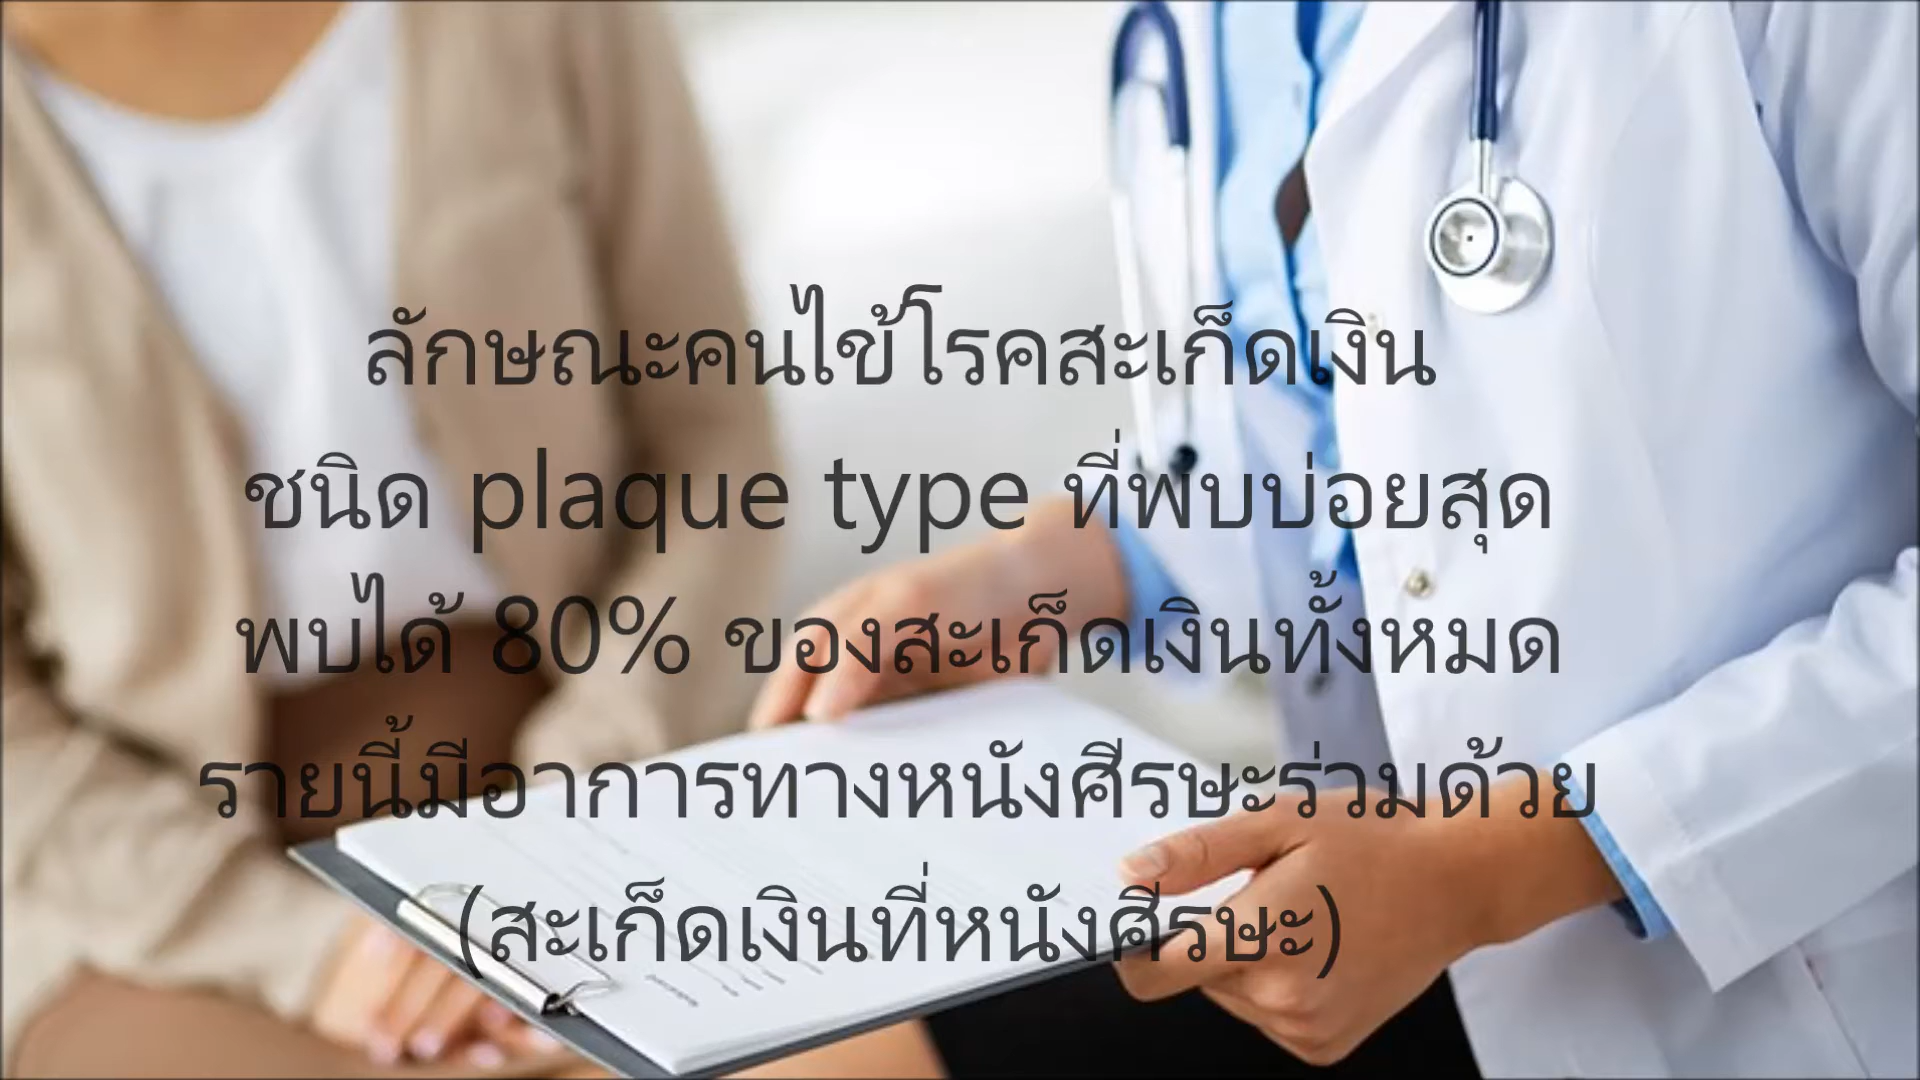 ลักษณะคนไข้โรคสะเก็ดเงิน
ชนิด plaque type ที่พบบ่อยสุด
พบได้ 80% ของสะเก็ดเงินทั้งหมด
รายนี้มีอาการทางหนังศีรษะร่วมด้วย
(สะเก็ดเงินที่หนังศีรษะ)